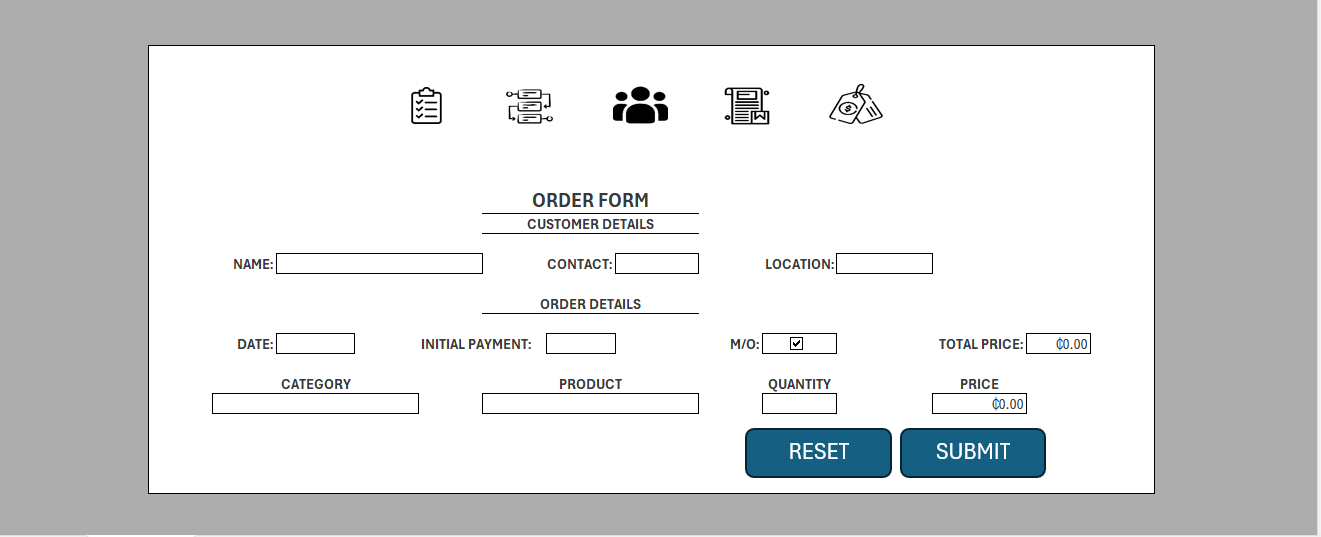 ORDER FORM
CUSTOMER DETAILS
NAME: CONTACT: LOCATION:
ORDER DETAILS
DATE: INITIAL PAYMENT: M/O: TOTAL PRICE: ₵0.00
CATEGORY PRODUCT QUANTITY PRICE
₵0.00
RESET SUBMIT